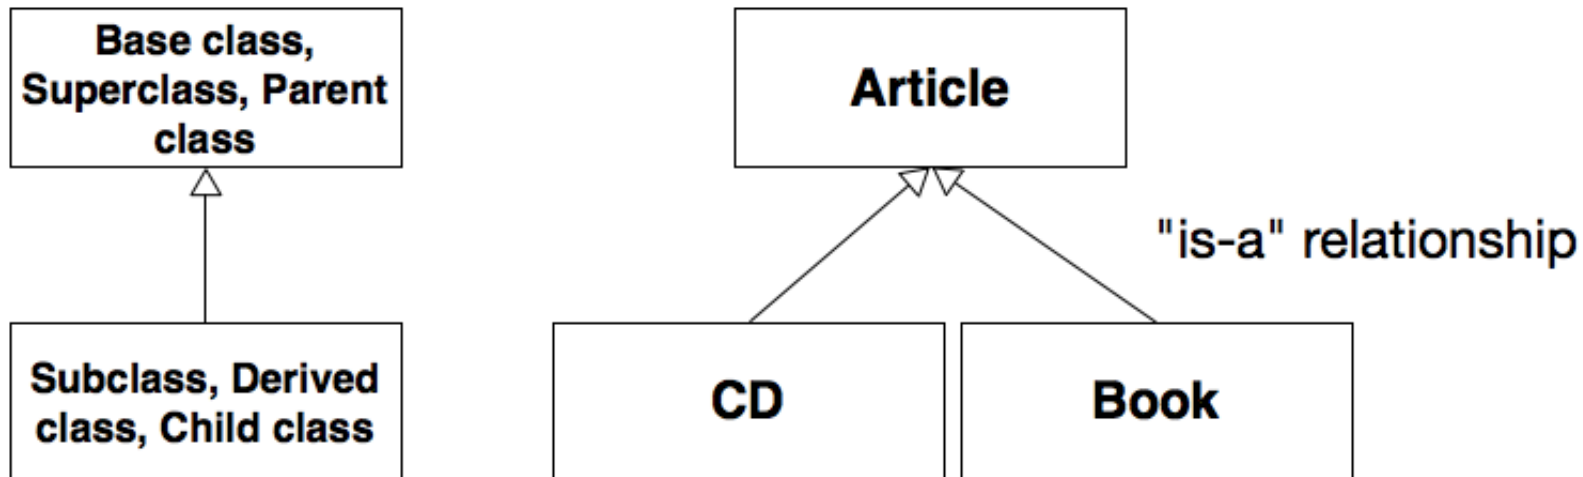 Base class,
Superclass, Parent
class
Article
"is-a" relationship
Subclass, Derived
class, Child class
CD
Book